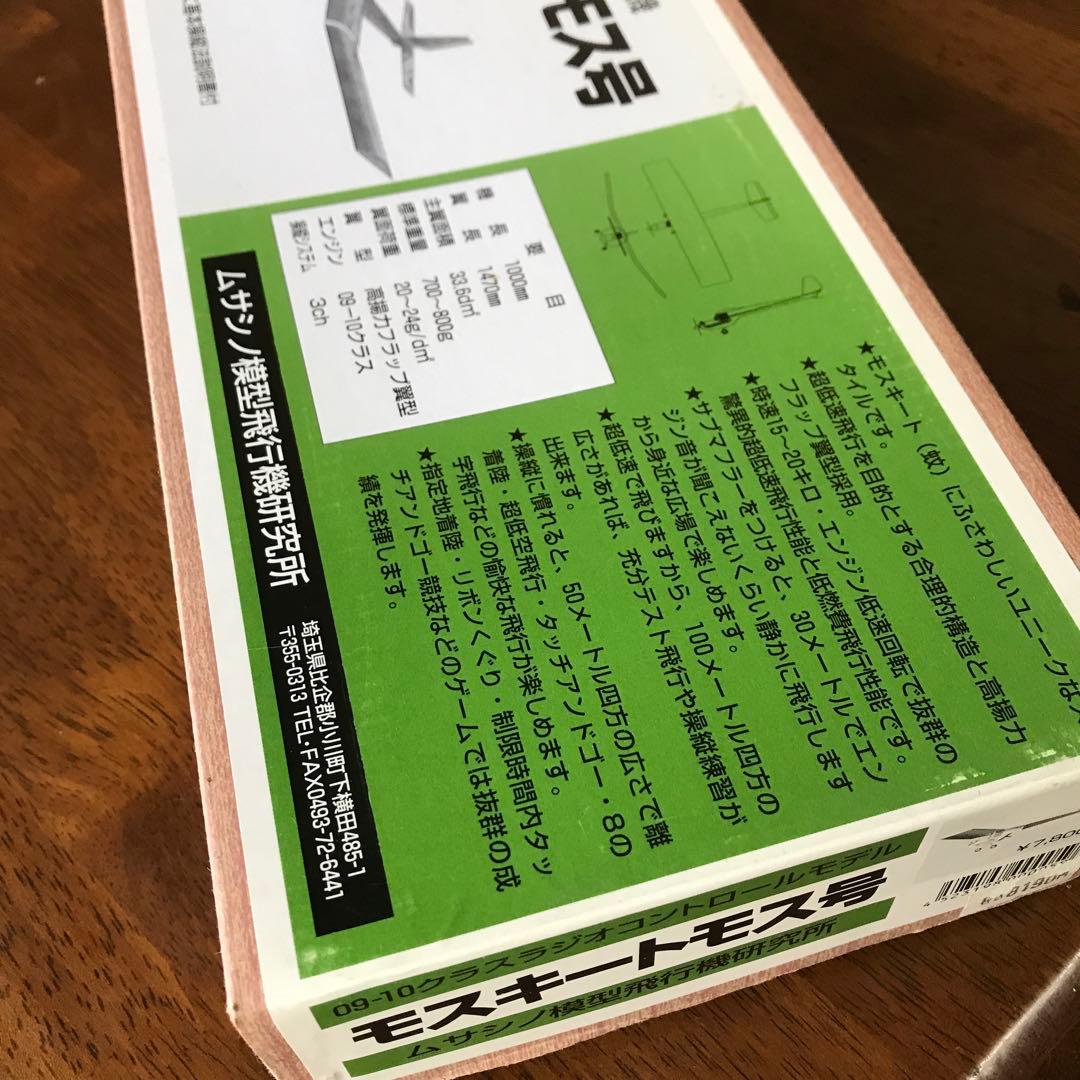 モス号
要目
機長 1000mm
翼長 1470mm
主翼面積 33.6dm²
標準重量 700〜800g
翼面荷重 20〜24g/dm²
翼型 高揚力フラップ翼型
エンジン 09-10クラス
操縦システム 3ch
★モスキート(蚊)にふさわしいユニークなス
タイルです。
★超低速飛行を目的とする合理的構造と高揚力
フラップ翼型採用。
★時速15〜20キロ・エンジン低速回転で抜群の
驚異的超低速飛行性能と低燃費飛行性能です。
★サブマフラーをつけると、30メートルでエン
ジン音が聞こえないくらい静かに飛行します
から身近な広場で楽しめます。
★超低速で飛びますから、100メートル四方の
広さがあれば、充分テスト飛行や操縦練習が
出来ます。
★操縦に慣れると、50メートル四方の広さで離
着陸・超低空飛行・タッチアンドゴー・8の
字飛行などの愉快な飛行が楽しめます。
★指定地着陸・リボンくぐり・制限時間内タッ
チアンドゴー競技などのゲームでは抜群の成
績を発揮します。
ムサシノ模型飛行機研究所
埼玉県比企郡小川町下横田485-1
〒355-0313 TEL・FAX0493-72-6441
09-10クラスラジオコントロールモデル
モスキートモス号
ムサシノ模型飛行機研究所
¥7,800